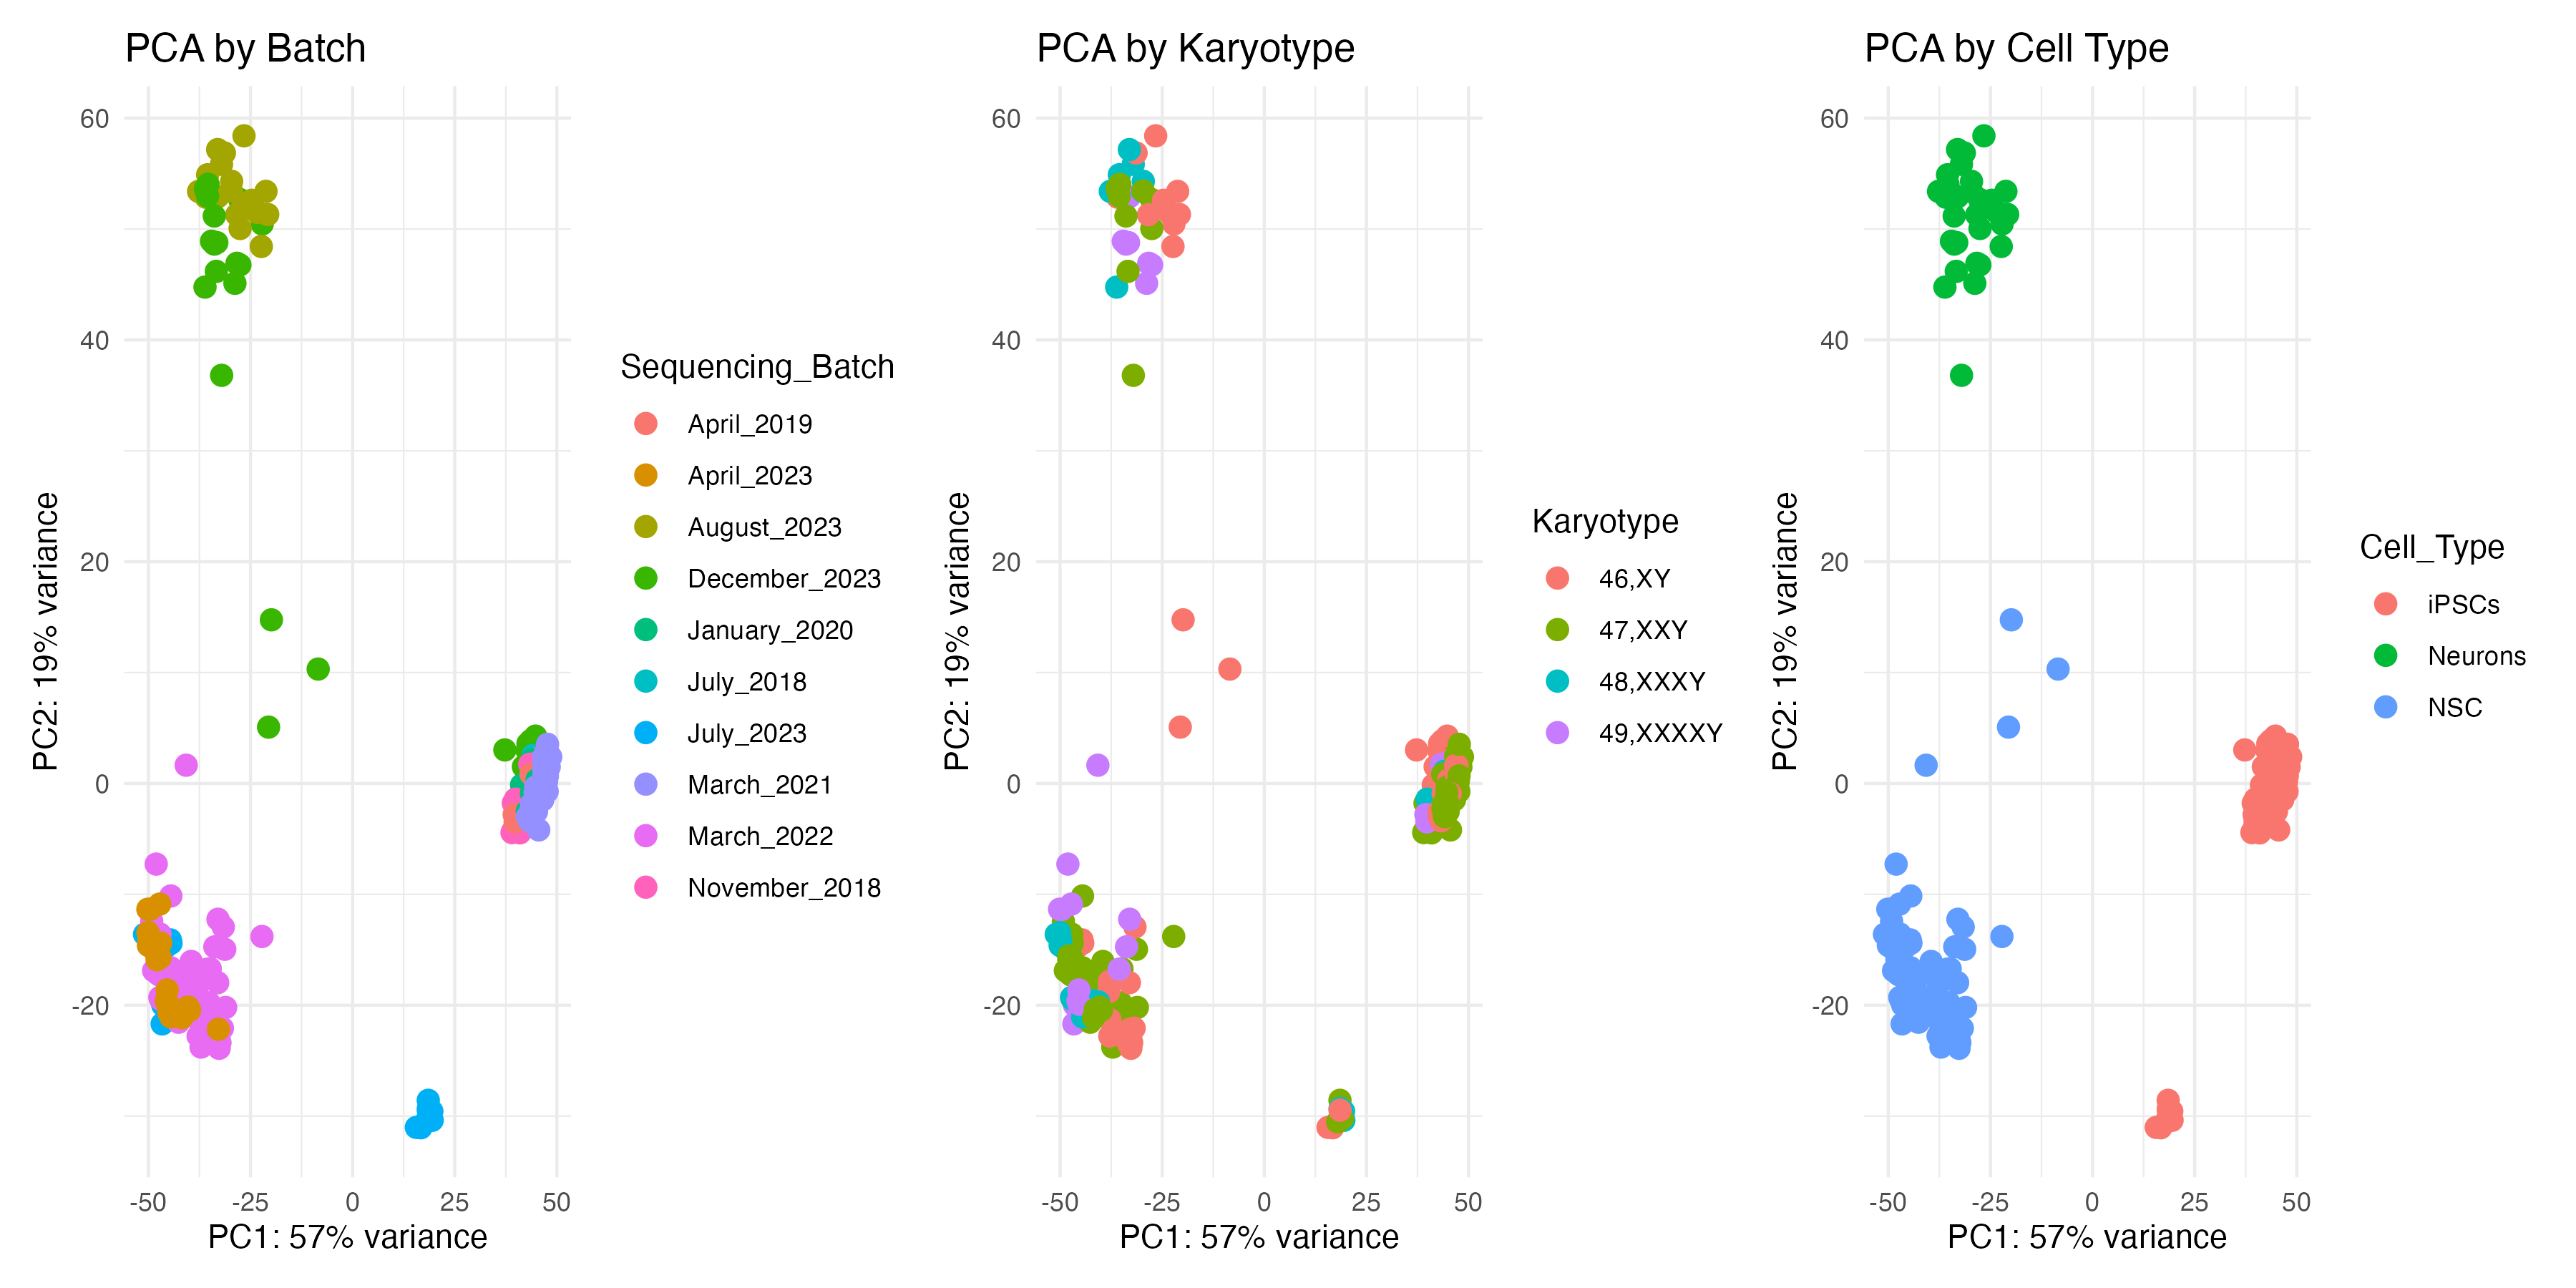 PCA by Batch
60
40
20
0
-20
-50
-25
0
25
50
PC1: 57% variance
PC2: 19% variance
Sequencing_Batch
April_2019
April_2023
August_2023
December_2023
January_2020
July_2018
July_2023
March_2021
March_2022
November_2018
PCA by Karyotype
60
40
20
0
-20
-50
-25
0
25
50
PC1: 57% variance
PC2: 19% variance
Karyotype
46,XY
47,XXY
48,XXXY
49,XXXXY
PCA by Cell Type
60
40
20
0
-20
-50
-25
0
25
50
PC1: 57% variance
PC2: 19% variance
Cell_Type
iPSCs
Neurons
NSC